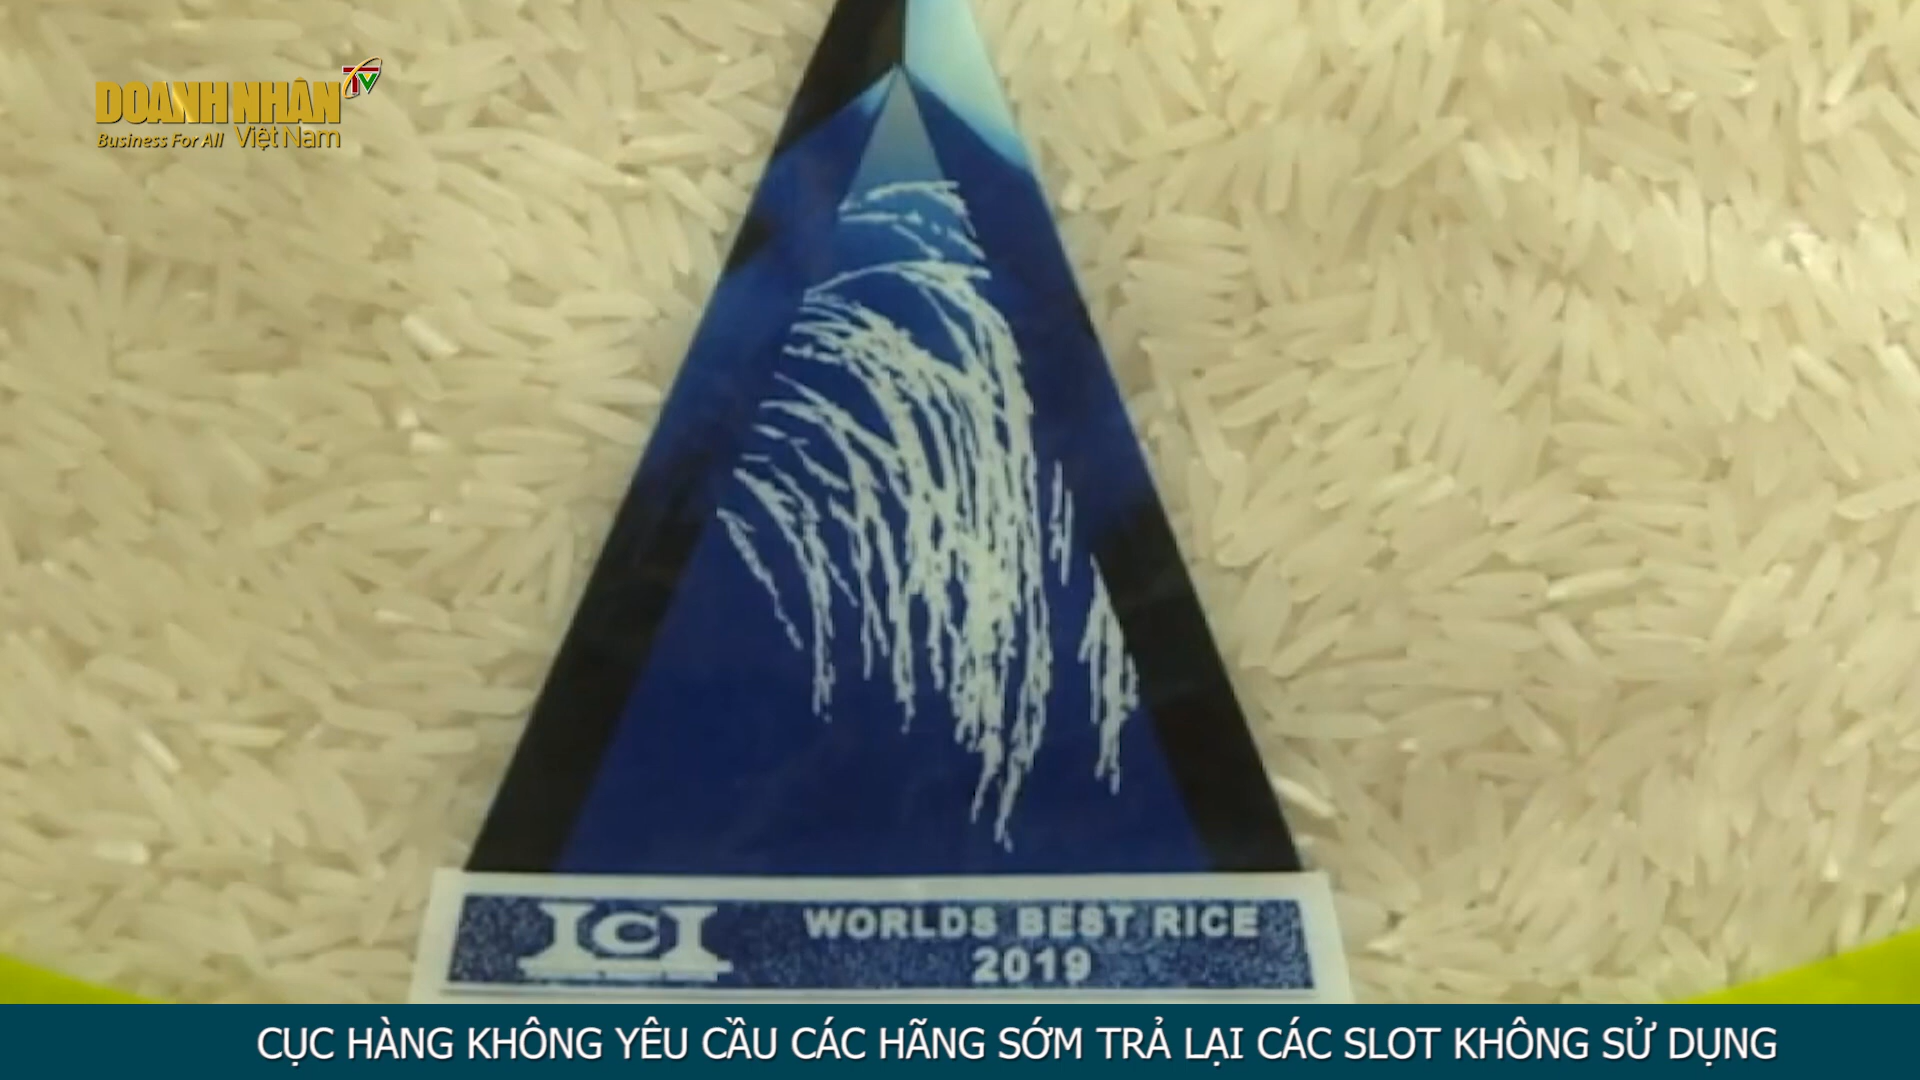 DOANH NHÂN TV
Business For All Việt Nam
ICI
WORLDS BEST RICE
2019
CỤC HÀNG KHÔNG YÊU CẦU CÁC HÃNG SỚM TRẢ LẠI CÁC SLOT KHÔNG SỬ DỤNG